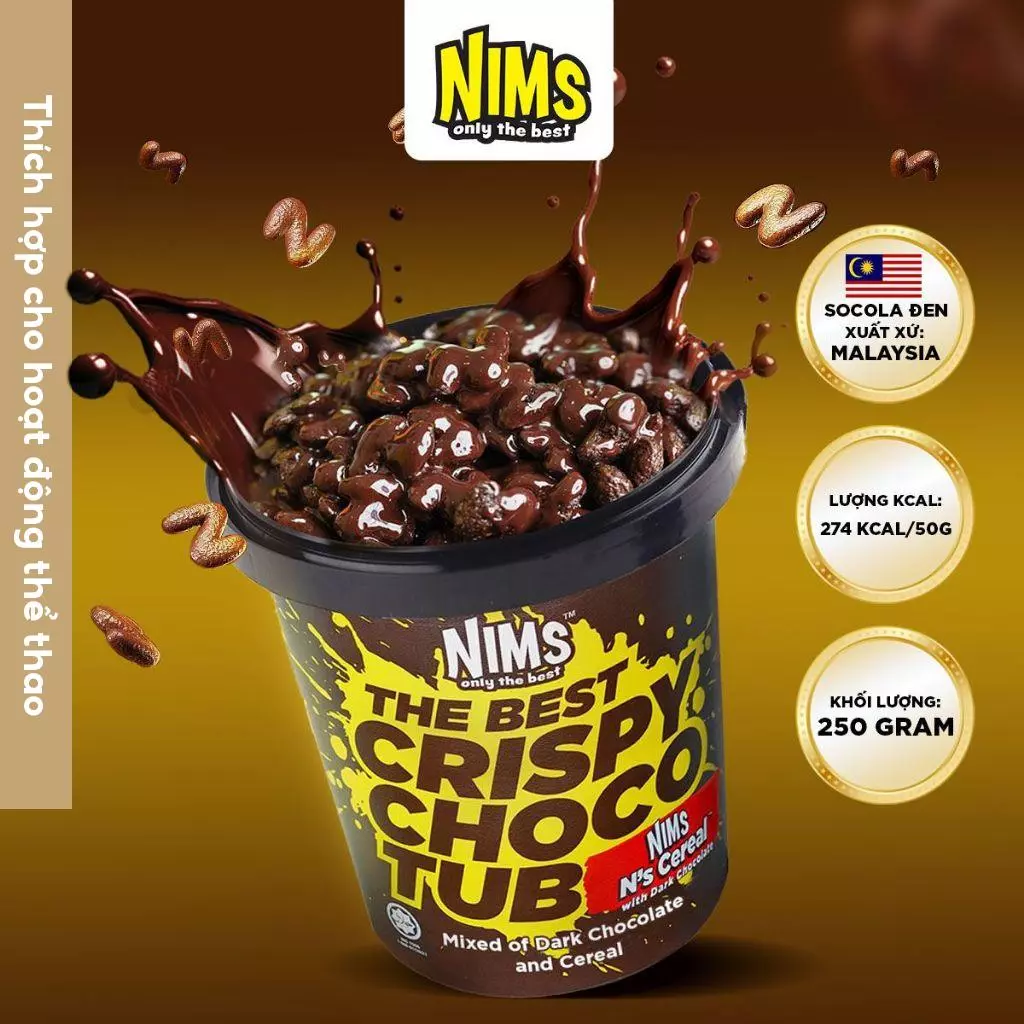 NIMS
only the best
Thích hợp cho hoạt động thể thao
SOCOLA ĐEN
XUẤT XỨ:
MALAYSIA
LƯỢNG KCAL:
274 KCAL/50G
KHỐI LƯỢNG:
250 GRAM
NIMS™
only the best
THE BEST
CRISPY
CHOCO
TUB
NIMS
N's Cereal™
with Dark Chocolate
Mixed of Dark Chocolate
and Cereal